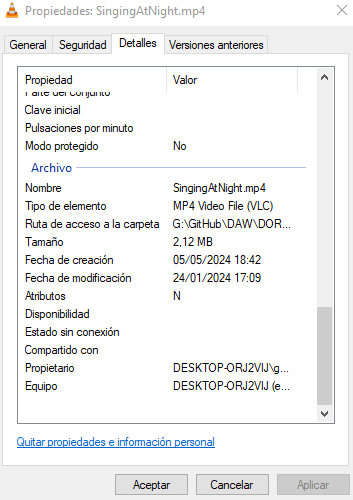 Propiedades: SingingAtNight.mp4
General Seguridad Detalles Versiones anteriores
Propiedad Valor
Parte del conjunto
Clave inicial
Pulsaciones por minuto
Modo protegido No
Archivo
Nombre SingingAtNight.mp4
Tipo de elemento MP4 Video File (VLC)
Ruta de acceso a la carpeta G:\GitHub\DAW\DOR...
Tamaño 2,12 MB
Fecha de creación 05/05/2024 18:42
Fecha de modificación 24/01/2024 17:09
Atributos N
Disponibilidad
Estado sin conexión
Compartido con
Propietario DESKTOP-ORJ2VIJ\g...
Equipo DESKTOP-ORJ2VIJ (e...
Quitar propiedades e información personal
Aceptar Cancelar Aplicar